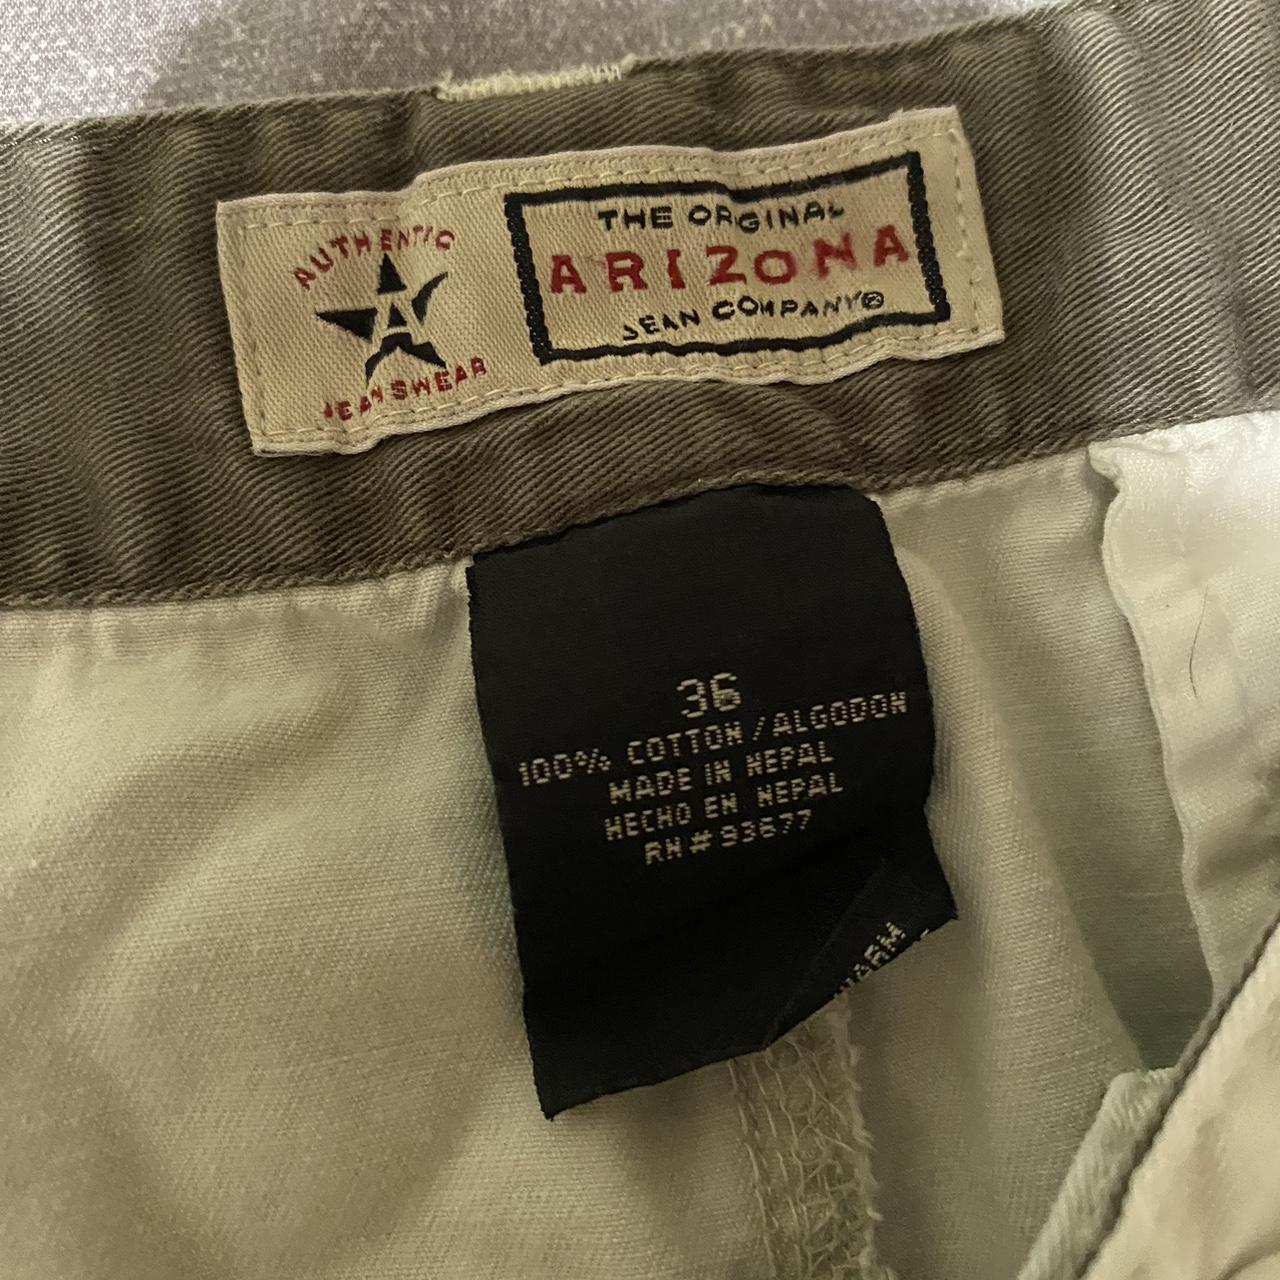 AUTHENTIC
A
JEANSWEAR
THE ORIGINAL
ARIZONA
JEAN COMPANY®
36
100% COTTON / ALGODON
MADE IN NEPAL
HECHO EN NEPAL
RN# 93677
WARM